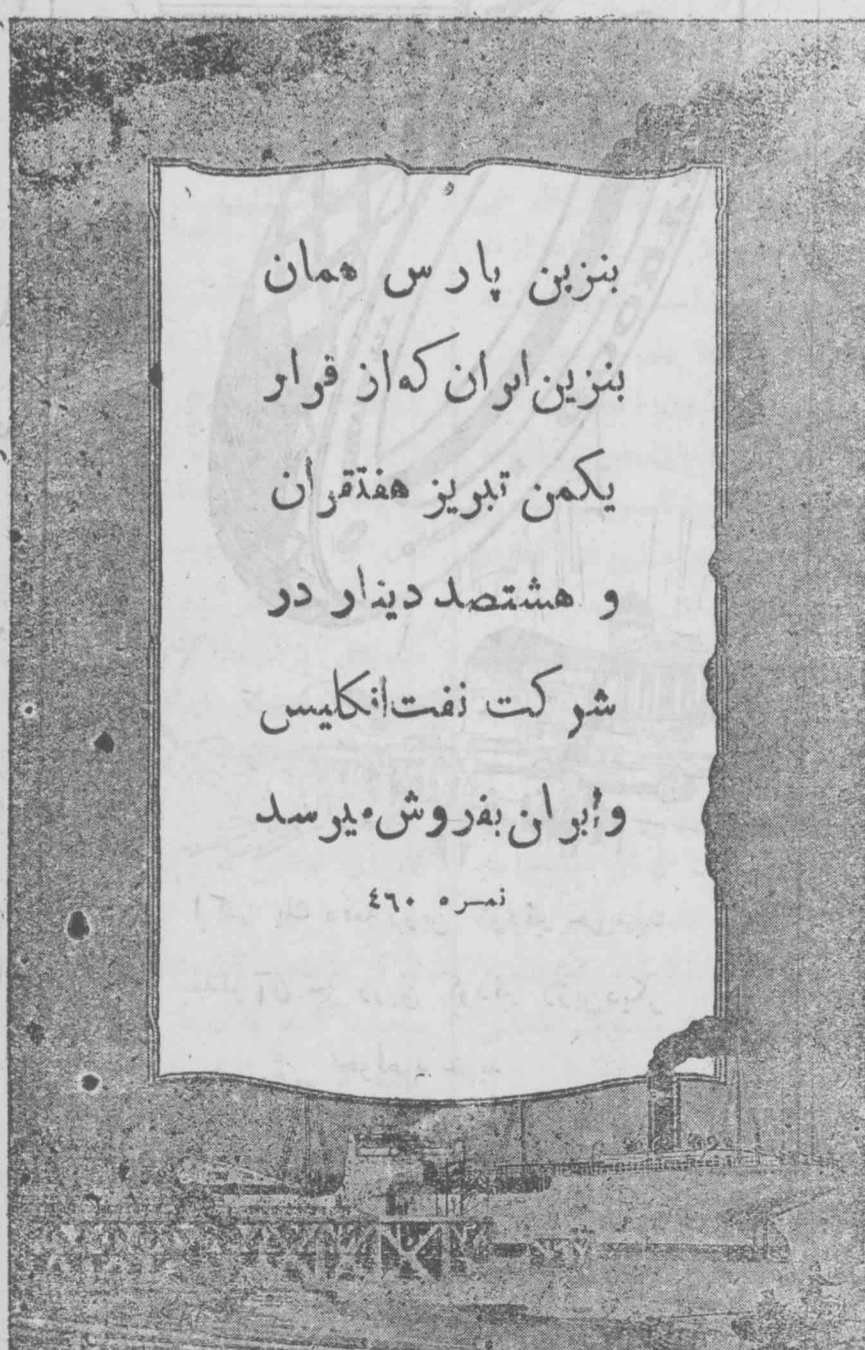 بنزین پارس همان
بنزین ایران که از قرار
یکمن تبریز هفتقران
و هشتصد دینار در
شرکت نفت انکلیس
و ایران بفروش میرسد
نمره ٤٦٠